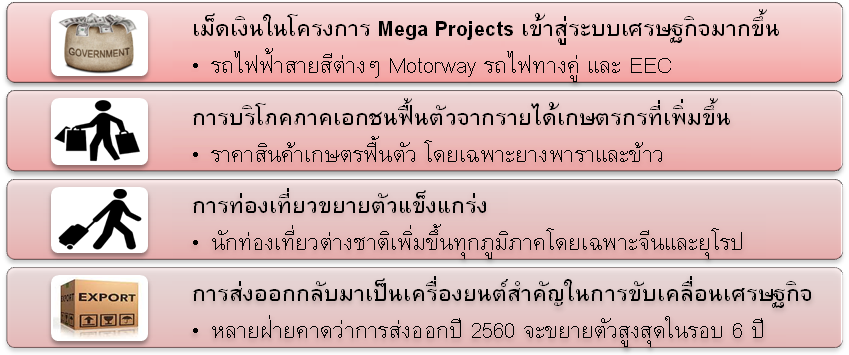 GOVERNMENT
เม็ดเงินในโครงการ Mega Projects เข้าสู่ระบบเศรษฐกิจมากขึ้น
• รถไฟฟ้าสายสีต่างๆ Motorway รถไฟทางคู่ และ EEC
การบริโภคภาคเอกชนฟื้นตัวจากรายได้เกษตรกรที่เพิ่มขึ้น
• ราคาสินค้าเกษตรฟื้นตัว โดยเฉพาะยางพาราและข้าว
การท่องเที่ยวขยายตัวแข็งแกร่ง
• นักท่องเที่ยวต่างชาติเพิ่มขึ้นทุกภูมิภาคโดยเฉพาะจีนและยุโรป
EXPORT
การส่งออกกลับมาเป็นเครื่องยนต์สำคัญในการขับเคลื่อนเศรษฐกิจ
• หลายฝ่ายคาดว่าการส่งออกปี 2560 จะขยายตัวสูงสุดในรอบ 6 ปี